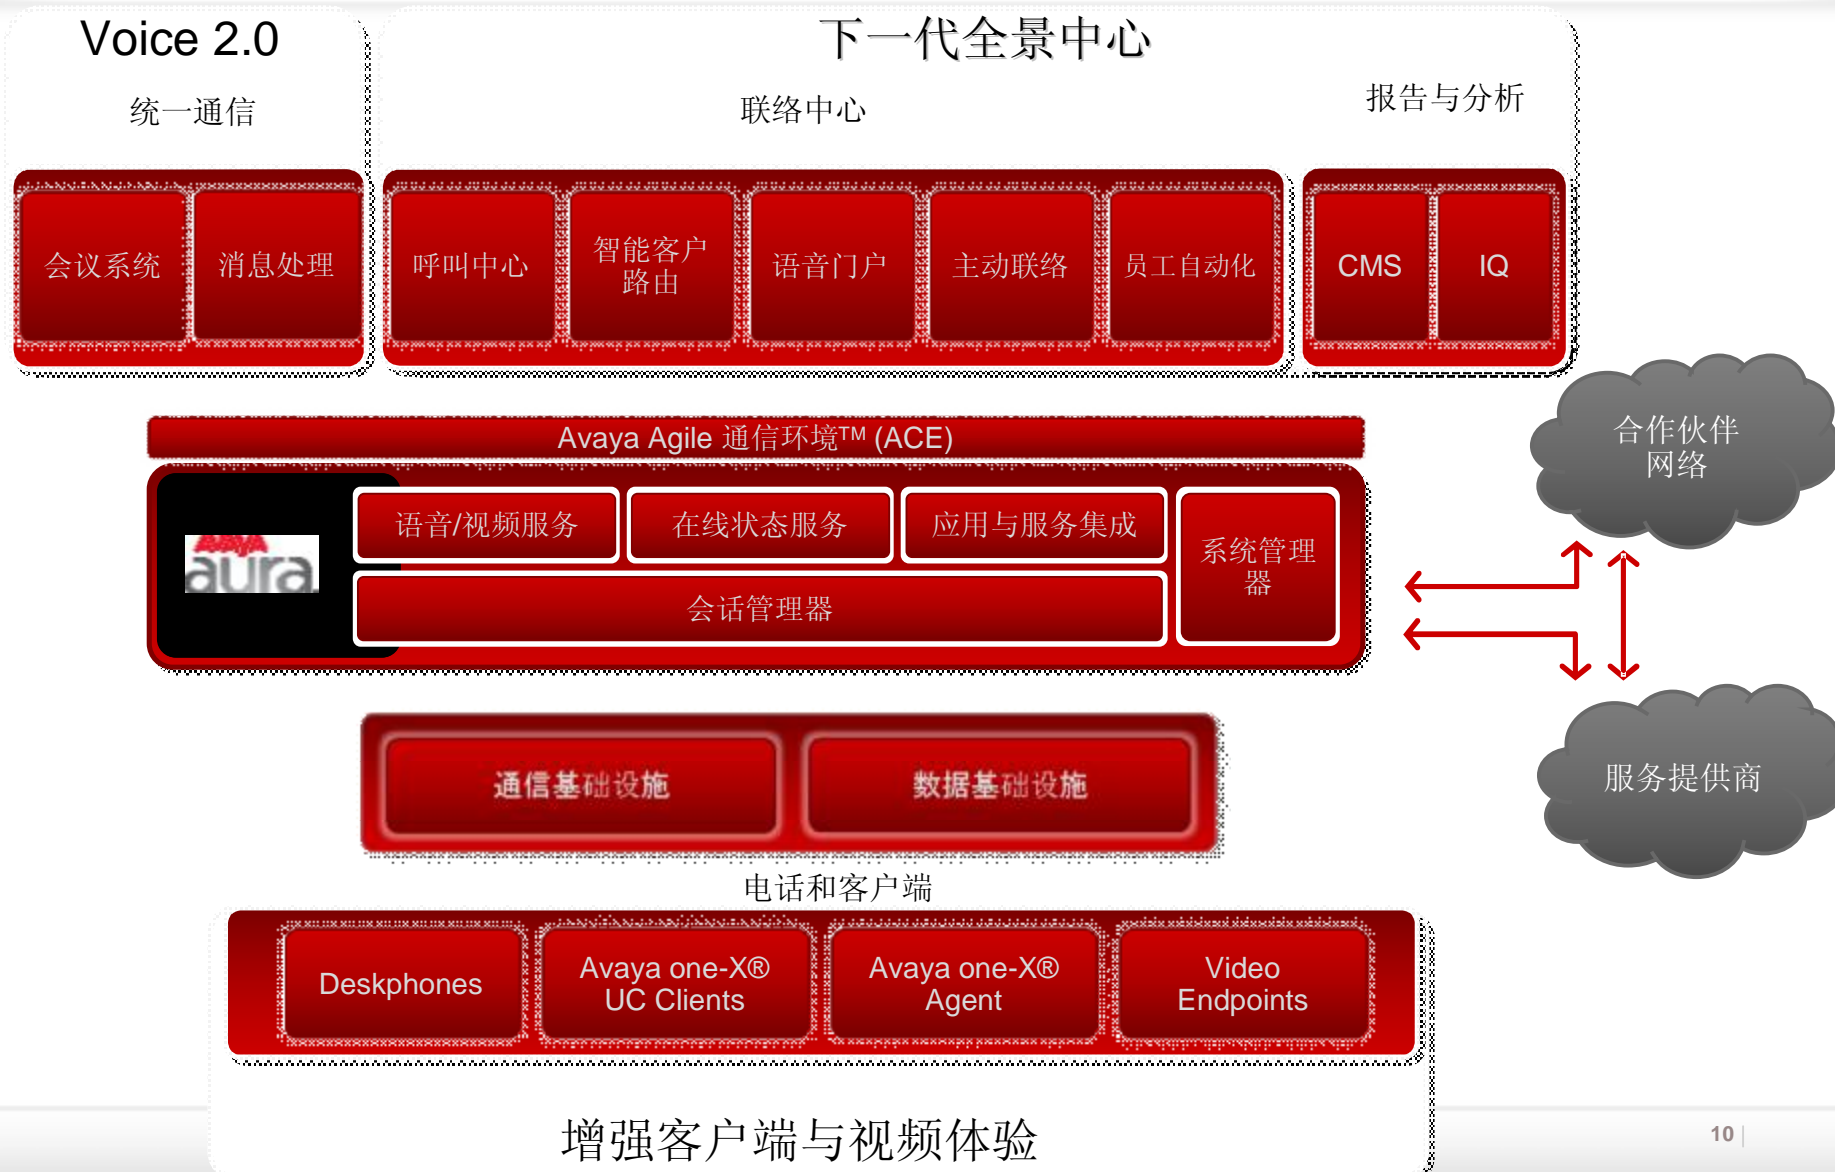 Voice 2.0
下一代全景中心
统一通信
联络中心
报告与分析
会议系统
消息处理
呼叫中心
智能客户
路由
语音门户
主动联络
员工自动化
CMS
IQ
Avaya Agile 通信环境™ (ACE)
合作伙伴
网络
aura
语音/视频服务
在线状态服务
应用与服务集成
系统管理
器
会话管理器
通信基础设施
数据基础设施
服务提供商
电话和客户端
Deskphones
Avaya one-X®
UC Clients
Avaya one-X®
Agent
Video
Endpoints
增强客户端与视频体验
10